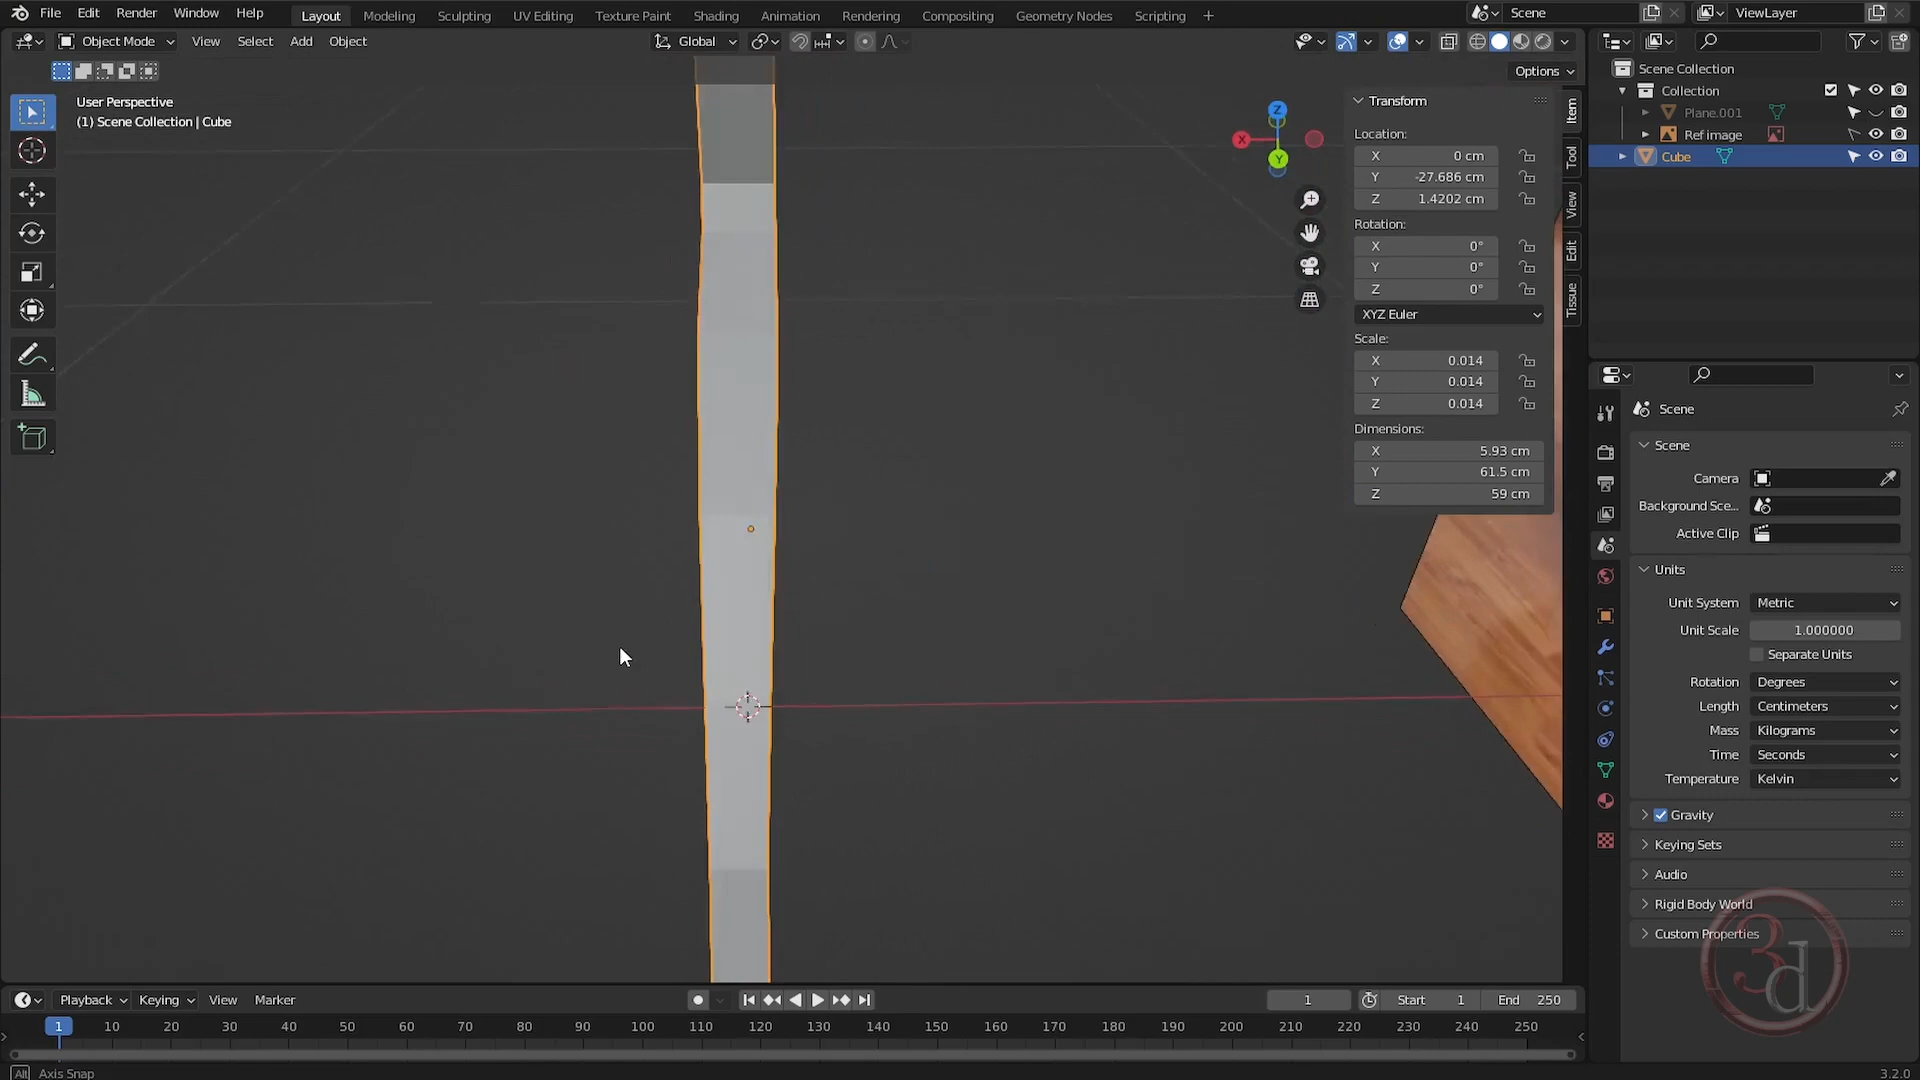 File Edit Render Window Help
Layout Modeling Sculpting UV Editing Texture Paint Shading Animation Rendering Compositing Geometry Nodes Scripting +
Scene
ViewLayer
Object Mode View Select Add Object
Global
Options
User Perspective
(1) Scene Collection | Cube
X
Y
Z
Transform
Location:
X 0 cm
Y -27.686 cm
Z 1.4202 cm
Rotation:
X 0°
Y 0°
Z 0°
XYZ Euler
Scale:
X 0.014
Y 0.014
Z 0.014
Dimensions:
X 5.93 cm
Y 61.5 cm
Z 59 cm
Item
Tool
View
Edit
Tissue
Scene Collection
Collection
Plane.001
Ref image
Cube
Scene
Scene
Camera
Background Sce...
Active Clip
Units
Unit System Metric
Unit Scale 1.000000
Separate Units
Rotation Degrees
Length Centimeters
Mass Kilograms
Time Seconds
Temperature Kelvin
Gravity
Keying Sets
Audio
Rigid Body World
Custom Properties
3d
Playback Keying View Marker
1
Start 1
End 250
1 10 20 30 40 50 60 70 80 90 100 110 120 130 140 150 160 170 180 190 200 210 220 230 240 250
Alt Axis Snap
3.2.0